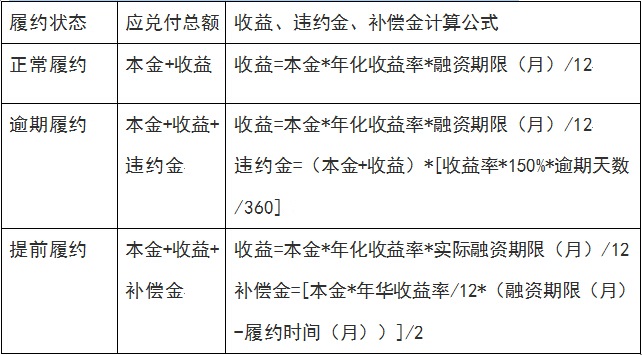 履约状态 应兑付总额 收益、违约金、补偿金计算公式
正常履约 本金+收益 收益=本金*年化收益率*融资期限（月）/12
逾期履约 本金+收益+ 收益=本金*年化收益率*融资期限（月）/12
违约金 违约金=（本金+收益）*[收益率*150%*逾期天数
/360]
提前履约 本金+收益+ 收益=本金*年化收益率*实际融资期限（月）/12
补偿金 补偿金=[本金*年华收益率/12*（融资期限（月）
-履约时间（月））]/2